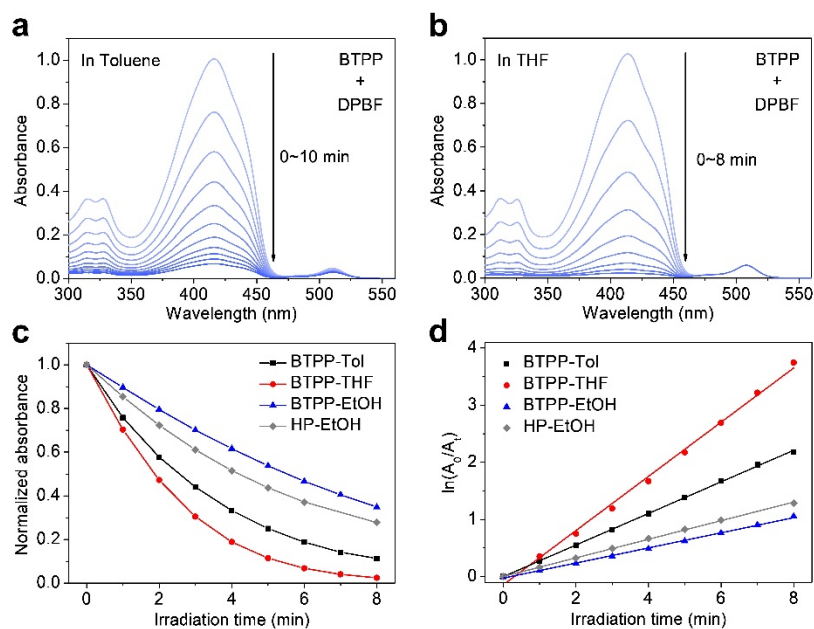 a
In Toluene
BTPP
+
DPBF
0~10 min
Absorbance
1.0
0.8
0.6
0.4
0.2
0.0
300 350 400 450 500 550
Wavelength (nm)
b
In THF
BTPP
+
DPBF
0~8 min
Absorbance
1.0
0.8
0.6
0.4
0.2
0.0
300 350 400 450 500 550
Wavelength (nm)
c
BTPP-Tol
BTPP-THF
BTPP-EtOH
HP-EtOH
Normalized absorbance
1.0
0.8
0.6
0.4
0.2
0.0
0 2 4 6 8
Irradiation time (min)
d
BTPP-Tol
BTPP-THF
BTPP-EtOH
HP-EtOH
ln(A₀/Aₜ)
4
3
2
1
0
0 2 4 6 8
Irradiation time (min)